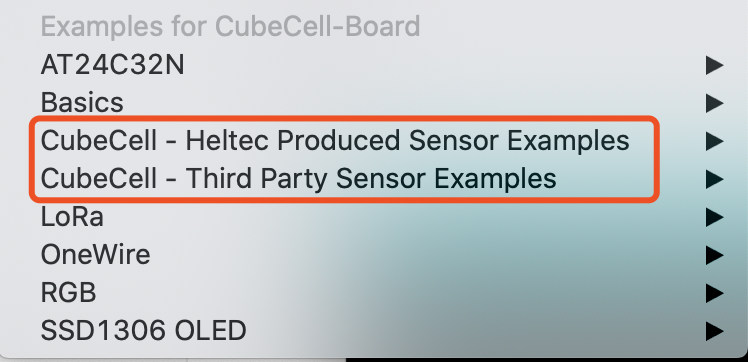 Examples for CubeCell-Board
AT24C32N
Basics
CubeCell - Heltec Produced Sensor Examples
CubeCell - Third Party Sensor Examples
LoRa
OneWire
RGB
SSD1306 OLED